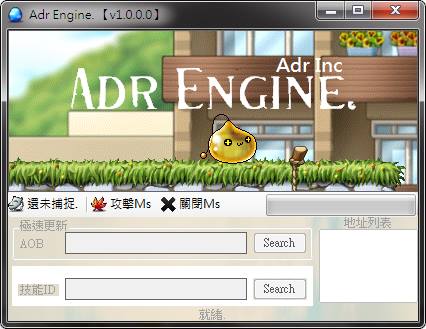 Adr Engine.【v1.0.0.0】
Adr Inc
ADR ENGINE.
還未捕捉. 攻擊Ms 關閉Ms
極速更新 地址列表
AOB Search
技能ID Search
就緒.